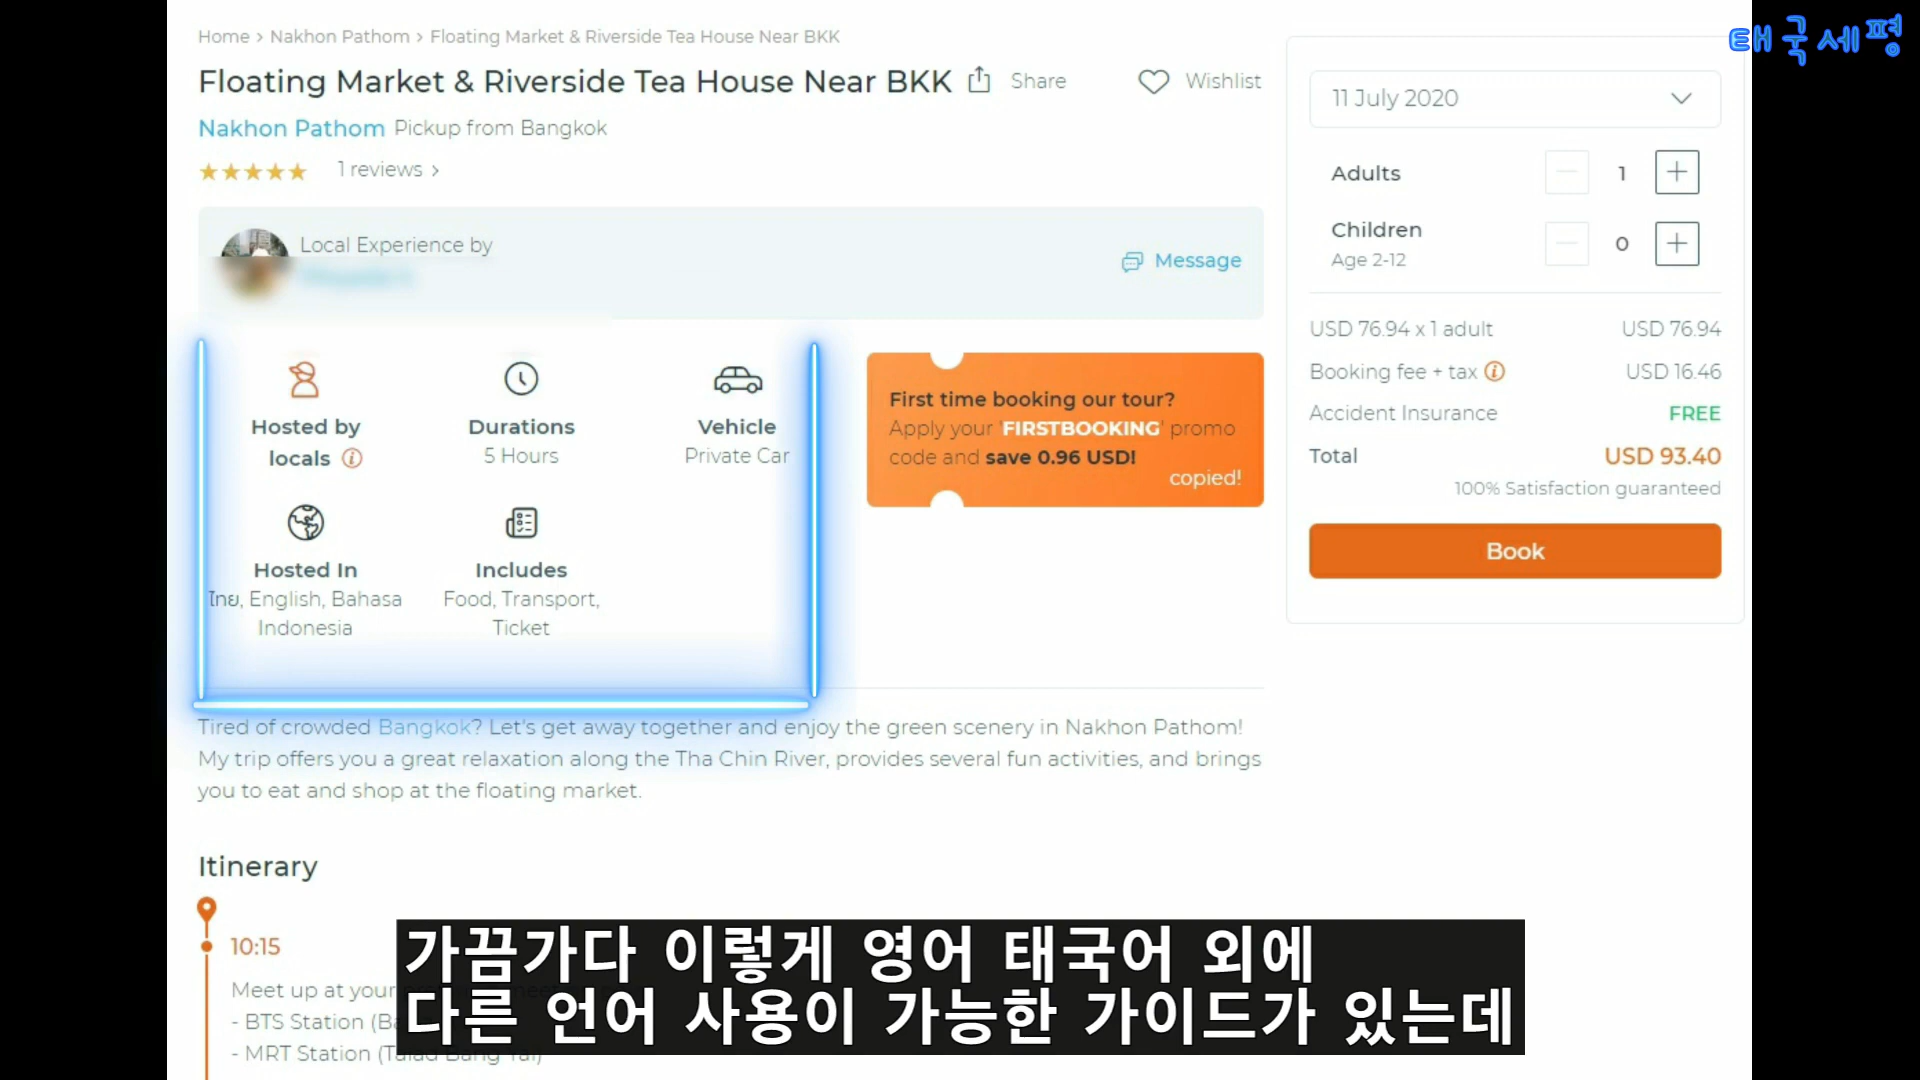 태국세평
Home > Nakhon Pathom > Floating Market & Riverside Tea House Near BKK
Floating Market & Riverside Tea House Near BKK
Share
Wishlist
Nakhon Pathom Pickup from Bangkok
1 reviews >
Local Experience by
Message
Hosted by
locals
Durations
5 Hours
Vehicle
Private Car
Hosted In
ไทย, English, Bahasa
Indonesia
Includes
Food, Transport,
Ticket
First time booking our tour?
Apply your 'FIRSTBOOKING' promo
code and save 0.96 USD!
copied!
11 July 2020
Adults
1
Children
Age 2-12
0
USD 76.94 x 1 adult
USD 76.94
Booking fee + tax
USD 16.46
Accident Insurance
FREE
Total
USD 93.40
100% Satisfaction guaranteed
Book
Tired of crowded Bangkok? Let's get away together and enjoy the green scenery in Nakhon Pathom!
My trip offers you a great relaxation along the Tha Chin River, provides several fun activities, and brings
you to eat and shop at the floating market.
Itinerary
10:15
Meet up at your
- BTS Station
- MRT Station
가끔가다 이렇게 영어 태국어 외에
다른 언어 사용이 가능한 가이드가 있는데